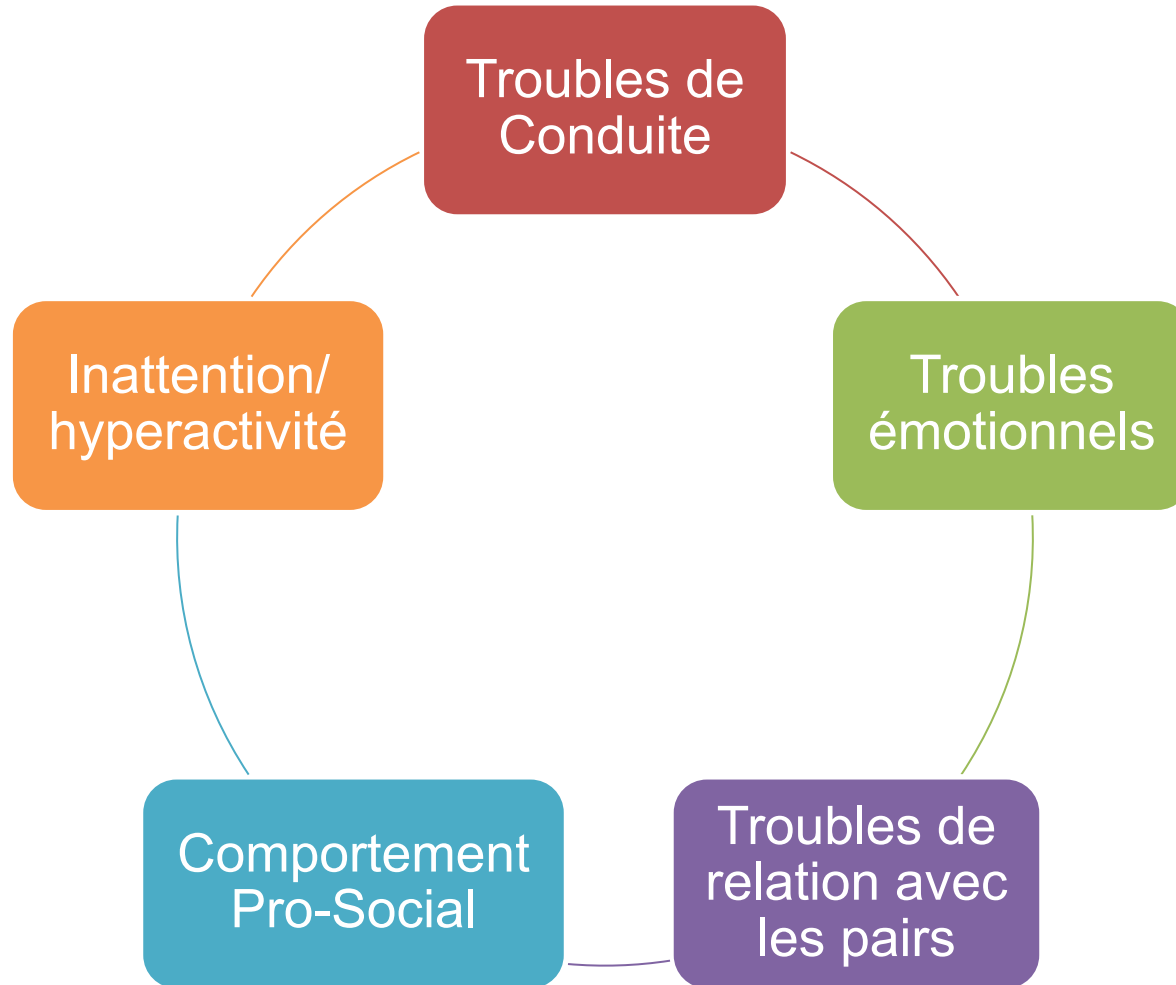 Troubles de
Conduite
Inattention/
hyperactivité
Troubles
émotionnels
Comportement
Pro-Social
Troubles de
relation avec
les pairs